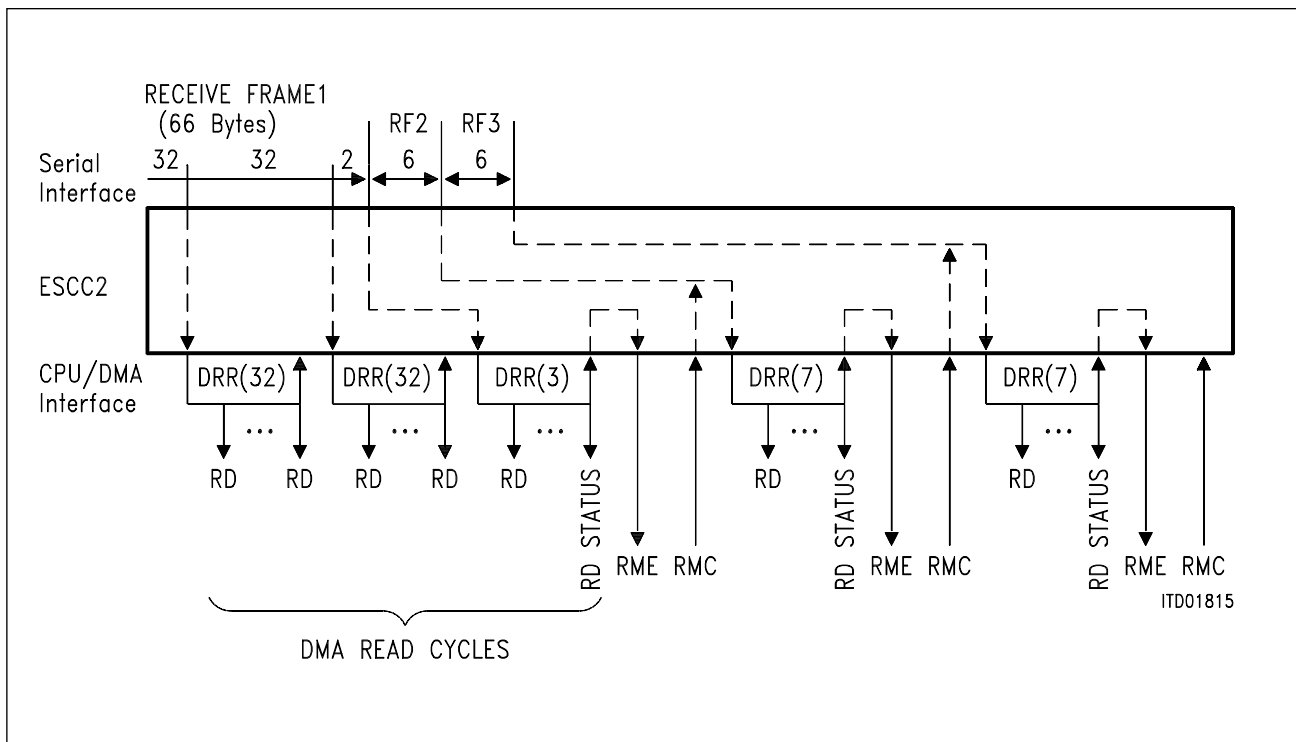 RECEIVE FRAME1
(66 Bytes)
RF2 RF3
Serial
Interface
32 32 2 6 6
ESCC2
CPU/DMA
Interface
DRR(32) DRR(32) DRR(3) DRR(7) DRR(7)
... ... ... ... ...
RD RD RD RD RD RD RD
RD STATUS RD STATUS RD STATUS
RME RMC RME RMC RME RMC
ITD01815
DMA READ CYCLES